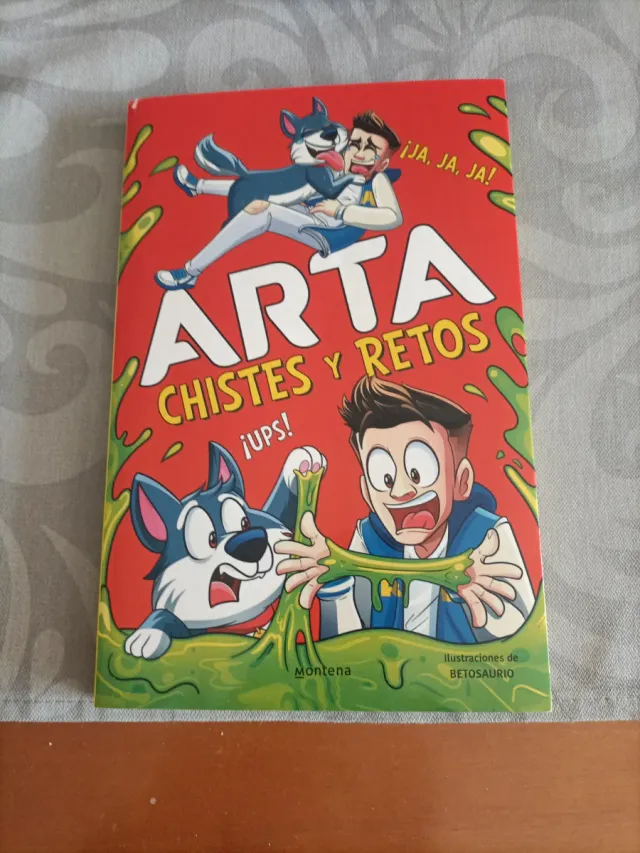 ¡JA, JA, JA!
ARTA
CHISTES Y RETOS
¡UPS!
Montena
Ilustraciones de
BETOSAURIO